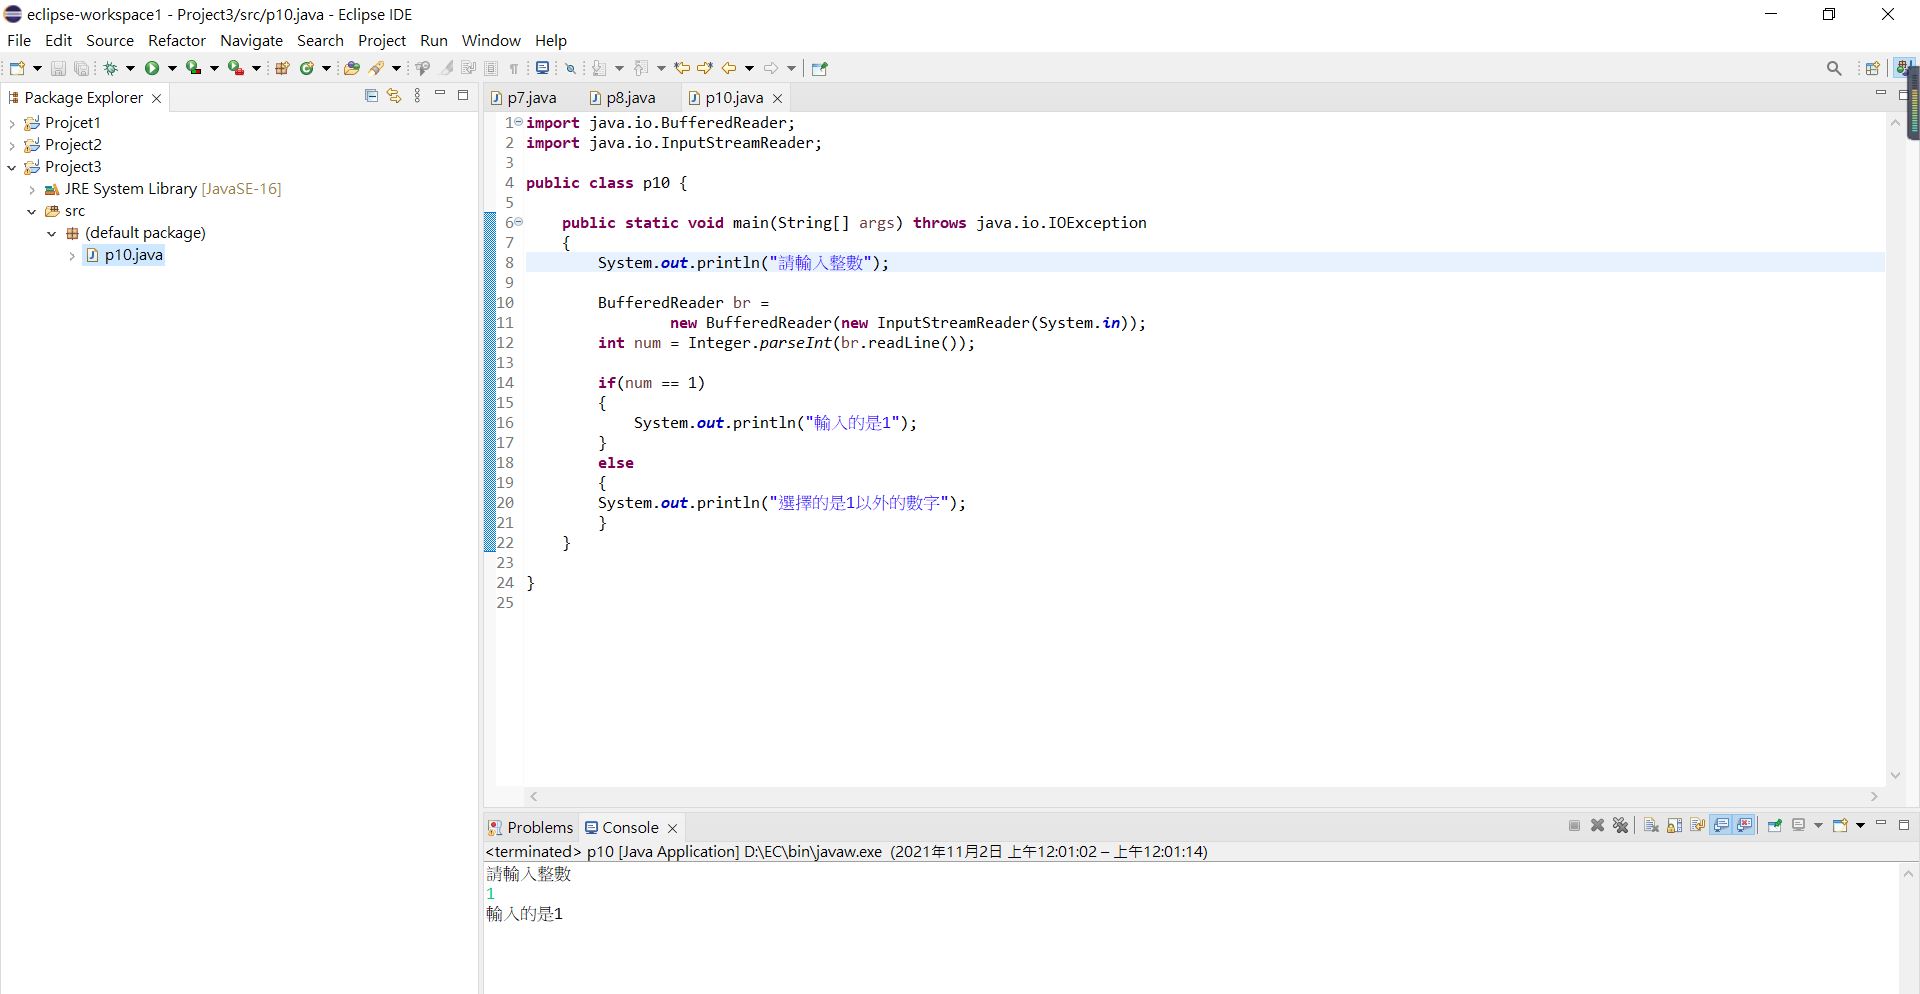 eclipse-workspace1 - Project3/src/p10.java - Eclipse IDE
File Edit Source Refactor Navigate Search Project Run Window Help
Package Explorer
Projcet1
Project2
Project3
JRE System Library [JavaSE-16]
src
(default package)
p10.java
p7.java p8.java p10.java
1 import java.io.BufferedReader;
2 import java.io.InputStreamReader;
3
4 public class p10 {
5
6 public static void main(String[] args) throws java.io.IOException
7 {
8 System.out.println("請輸入整數");
9
10 BufferedReader br =
11 new BufferedReader(new InputStreamReader(System.in));
12 int num = Integer.parseInt(br.readLine());
13
14 if(num == 1)
15 {
16 System.out.println("輸入的是1");
17 }
18 else
19 {
20 System.out.println("選擇的是1以外的數字");
21 }
22 }
23
24 }
25
Problems Console
<terminated> p10 [Java Application] D:\EC\bin\javaw.exe (2021年11月2日 上午12:01:02 – 上午12:01:14)
請輸入整數
1
輸入的是1